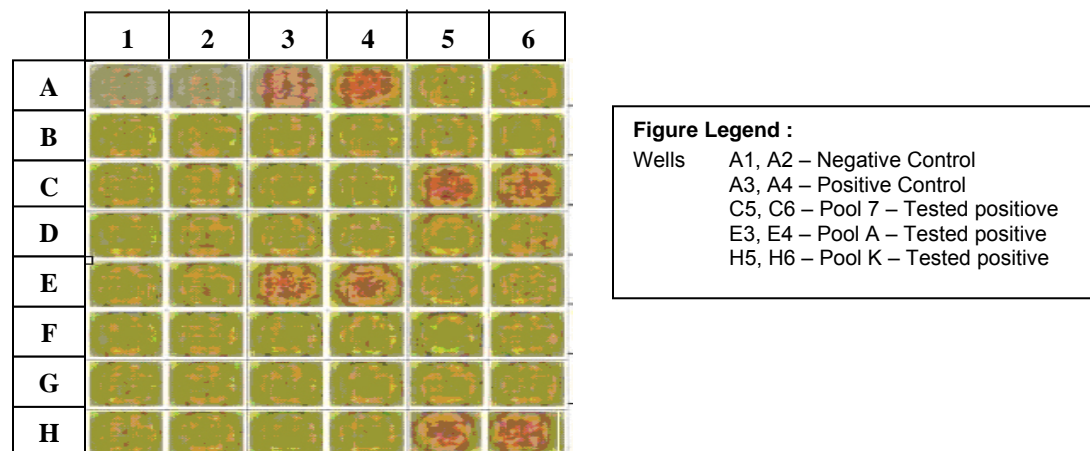 1 2 3 4 5 6
A
B
C
D
E
F
G
H
Figure Legend :
Wells A1, A2 – Negative Control
A3, A4 – Positive Control
C5, C6 – Pool 7 – Tested positiove
E3, E4 – Pool A – Tested positive
H5, H6 – Pool K – Tested positive